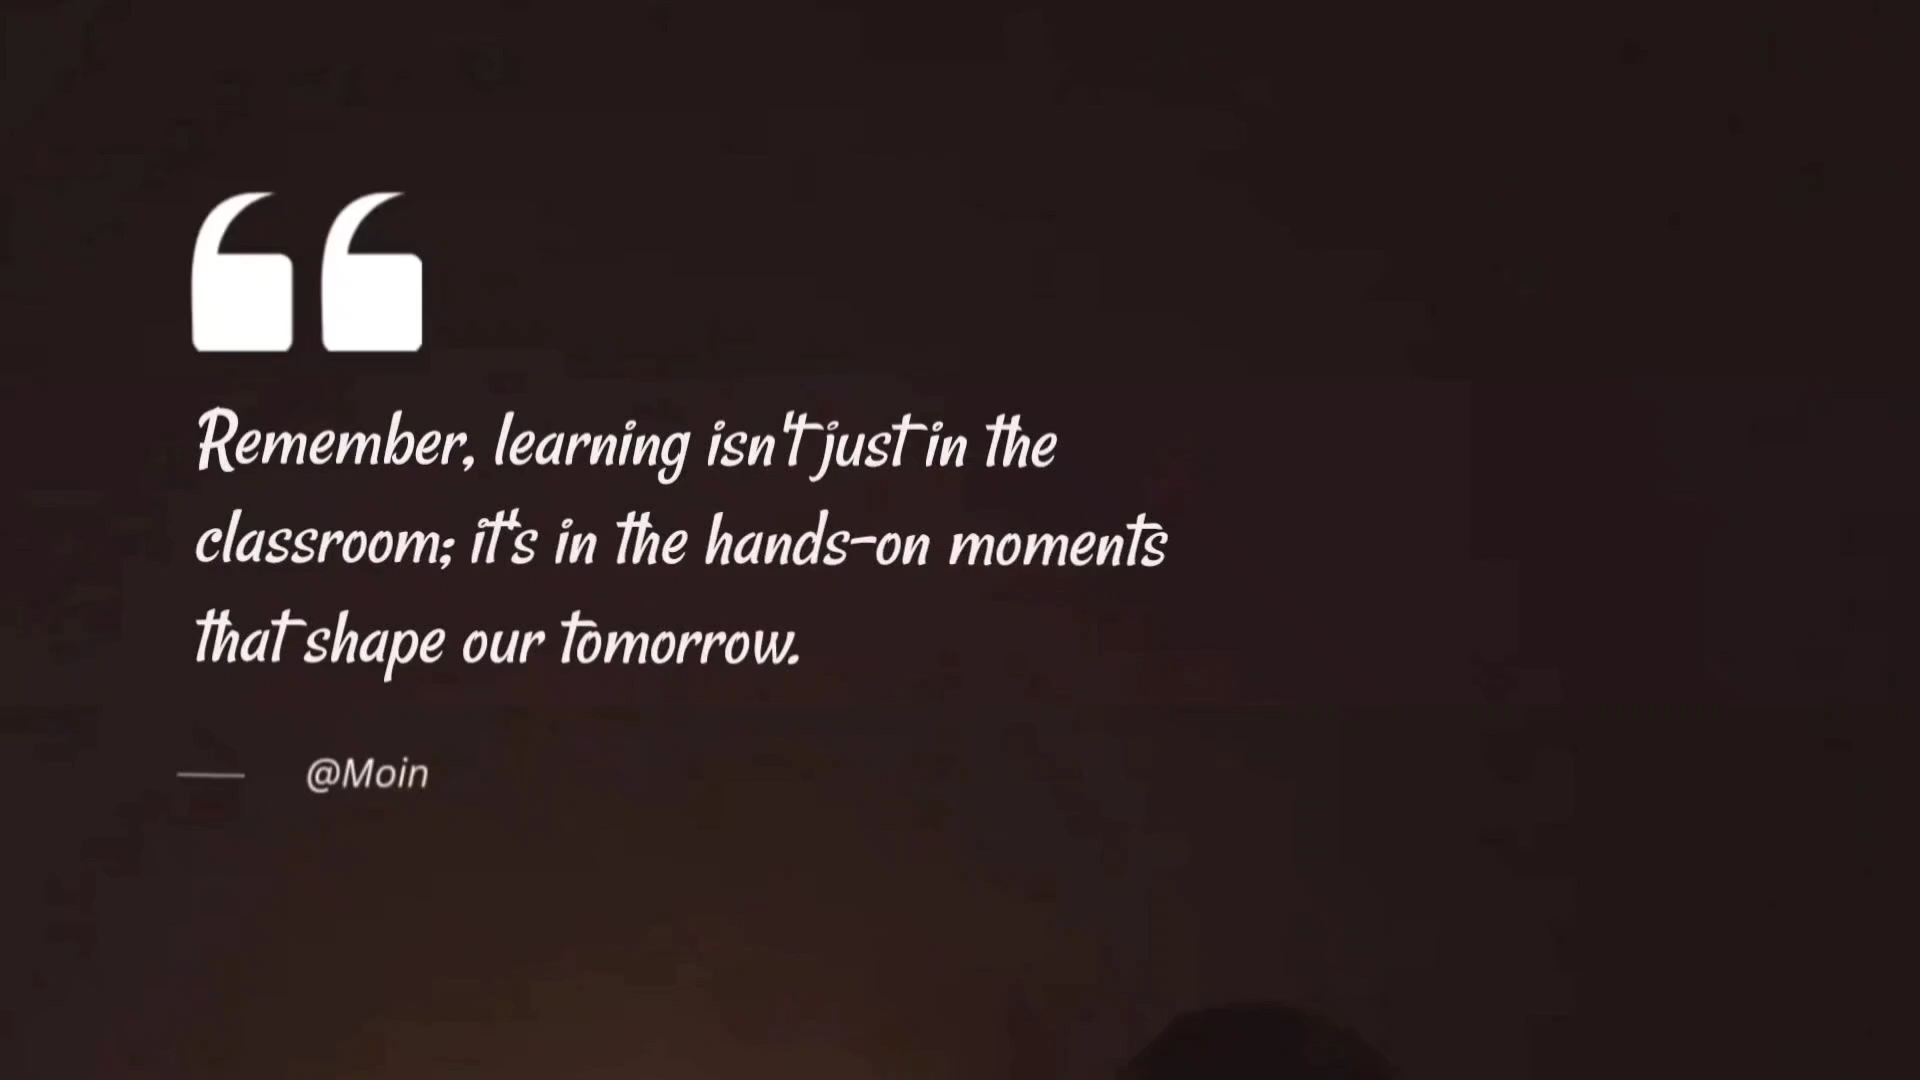 ❝
Remember, learning isn't just in the
classroom; it's in the hands-on moments
that shape our tomorrow.
— @Moin